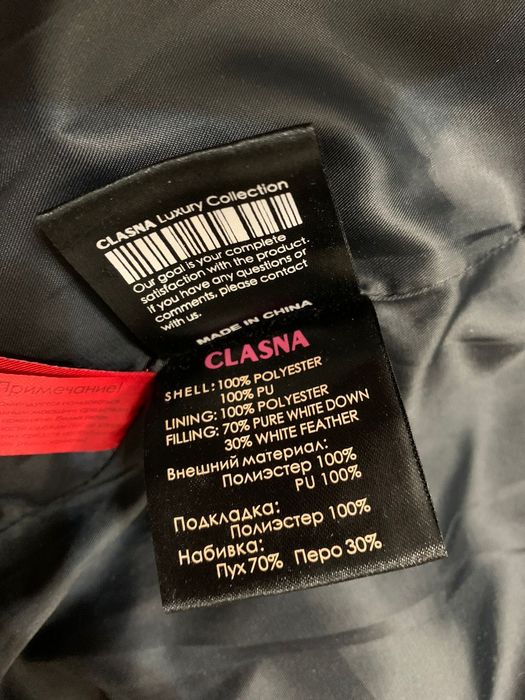 CLASNA Luxury Collection
Our goal is your complete
satisfaction with the product.
If you have any questions or
comments, please contact
with us.
MADE IN CHINA
CLASNA
SHELL: 100% POLYESTER
100% PU
LINING: 100% POLYESTER
FILLING: 70% PURE WHITE DOWN
30% WHITE FEATHER
Внешний материал:
Полиэстер 100%
PU 100%
Подкладка:
Полиэстер 100%
Набивка:
Пух 70% Перо 30%
Примечание!